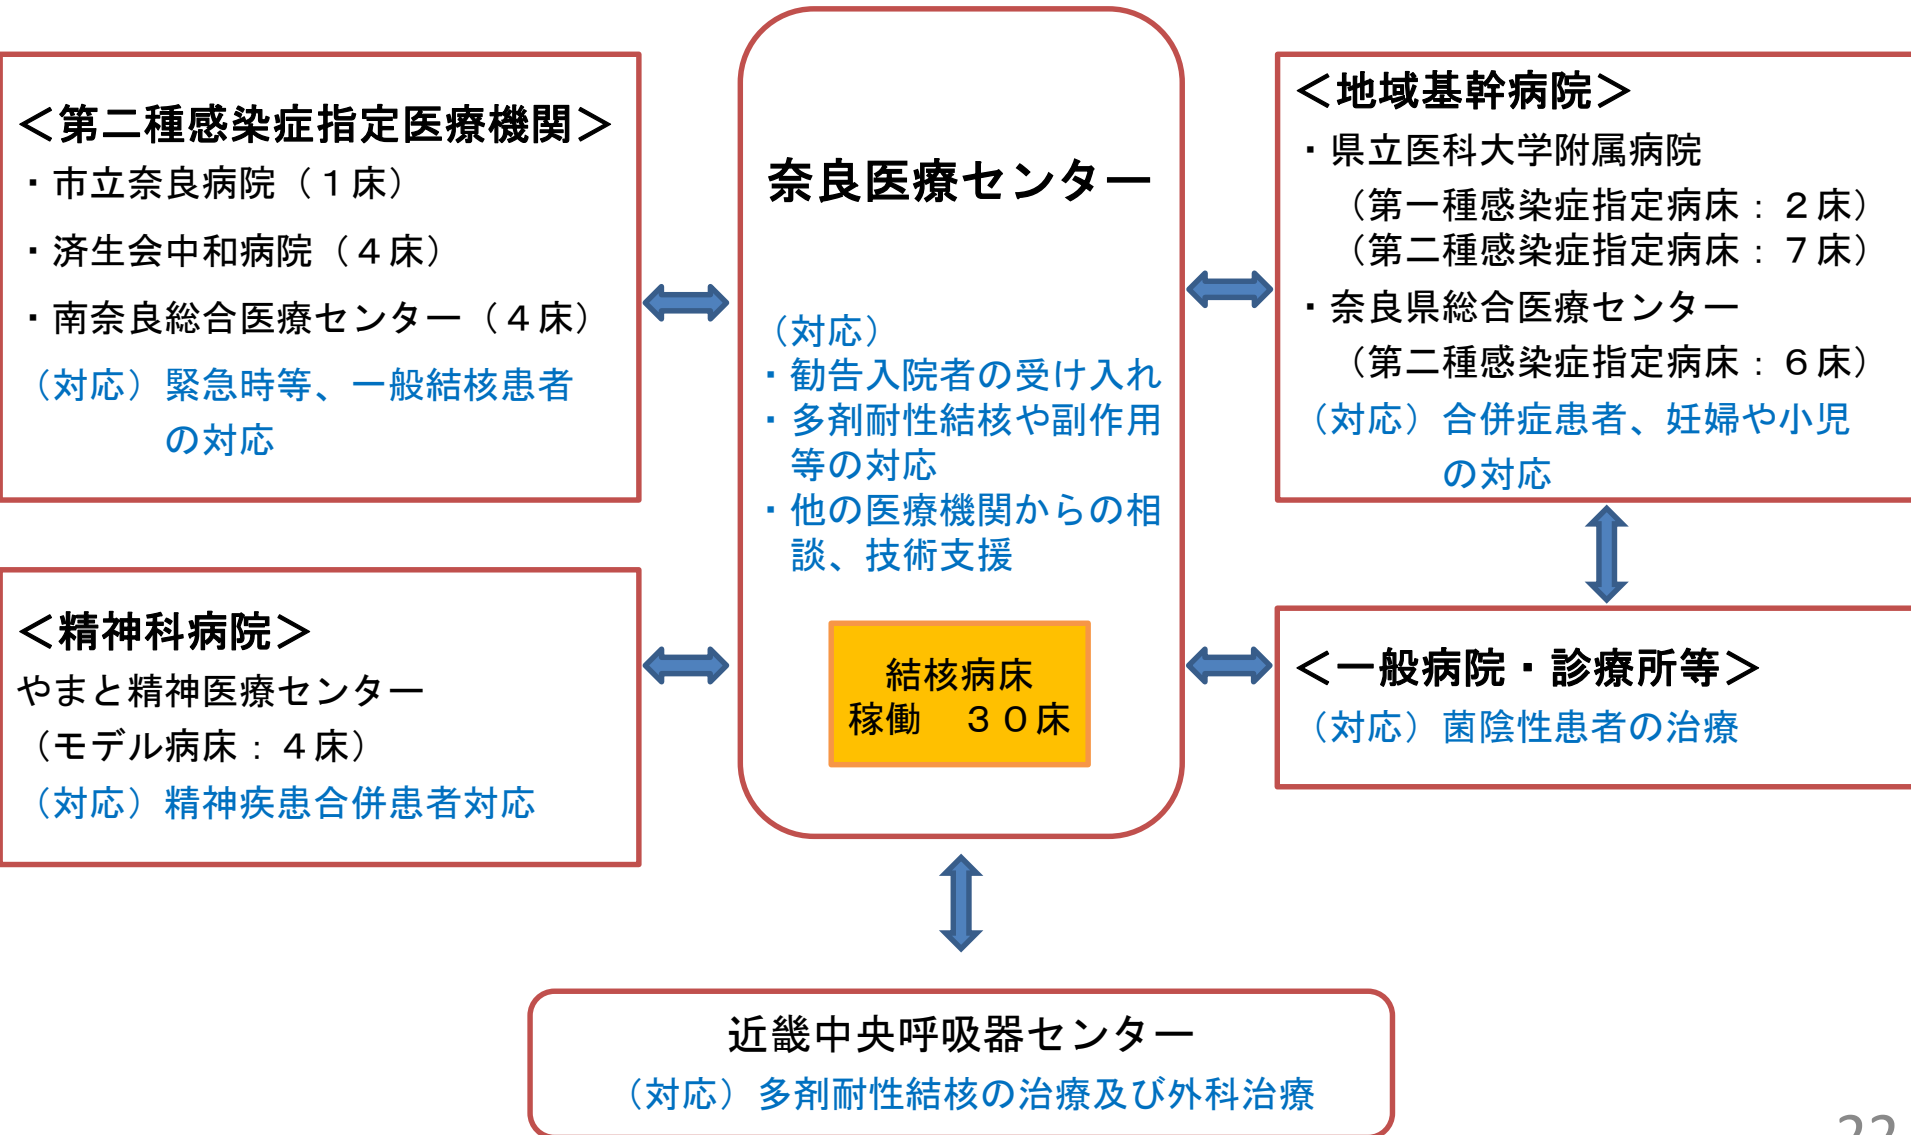 ＜第二種感染症指定医療機関＞
・市立奈良病院（１床）
・済生会中和病院（４床）
・南奈良総合医療センター（４床）
（対応）緊急時等、一般結核患者
の対応
＜精神科病院＞
やまと精神医療センター
（モデル病床：４床）
（対応）精神疾患合併患者対応
奈良医療センター
（対応）
・勧告入院者の受け入れ
・多剤耐性結核や副作用
等の対応
・他の医療機関からの相
談、技術支援
結核病床
稼働　３０床
＜地域基幹病院＞
・県立医科大学附属病院
（第一種感染症指定病床：２床）
（第二種感染症指定病床：７床）
・奈良県総合医療センター
（第二種感染症指定病床：６床）
（対応）合併症患者、妊婦や小児
の対応
＜一般病院・診療所等＞
（対応）菌陰性患者の治療
近畿中央呼吸器センター
（対応）多剤耐性結核の治療及び外科治療
22